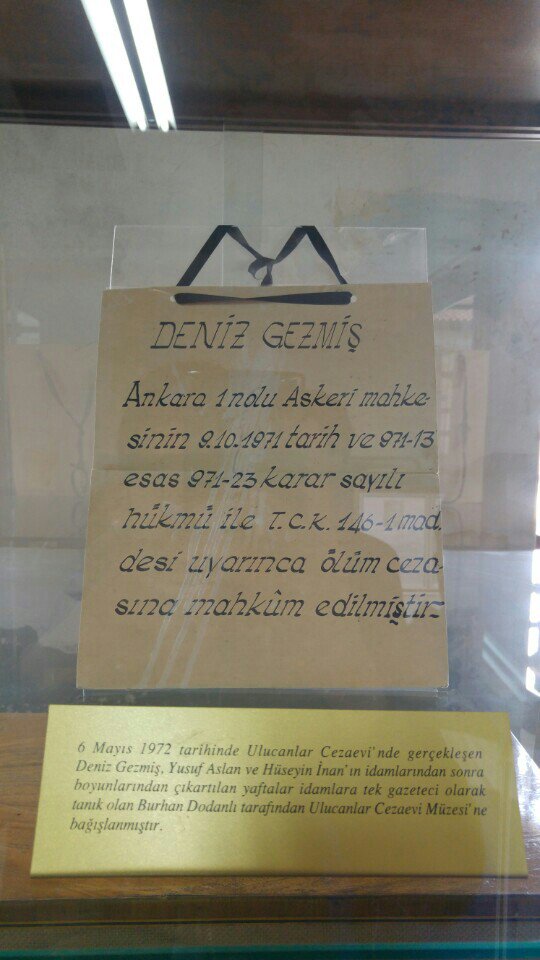 DENİZ GEZMİŞ
Ankara 1 nolu Askeri mahke-
sinin 9.10.1971 tarih ve 971-13
esas 971-23 karar sayılı
hükmü ile T.C.K. 146-1 mad.
desi uyarınca ölüm ceza-
sına mahkûm edilmiştir-
6 Mayıs 1972 tarihinde Ulucanlar Cezaevi'nde gerçekleşen
Deniz Gezmiş, Yusuf Aslan ve Hüseyin İnan'ın idamlarından sonra
boyunlarından çıkartılan yaftalar idamlara tek gazeteci olarak
tanık olan Burhan Dodanlı tarafından Ulucanlar Cezaevi Müzesi'ne
bağışlanmıştır.